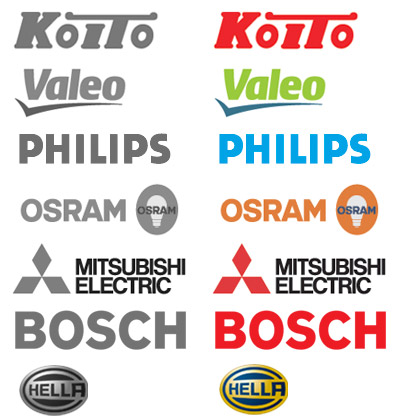 KOITO KOITO
Valeo Valeo
PHILIPS PHILIPS
OSRAM OSRAM OSRAM OSRAM
MITSUBISHI MITSUBISHI
ELECTRIC ELECTRIC
BOSCH BOSCH
HELLA HELLA